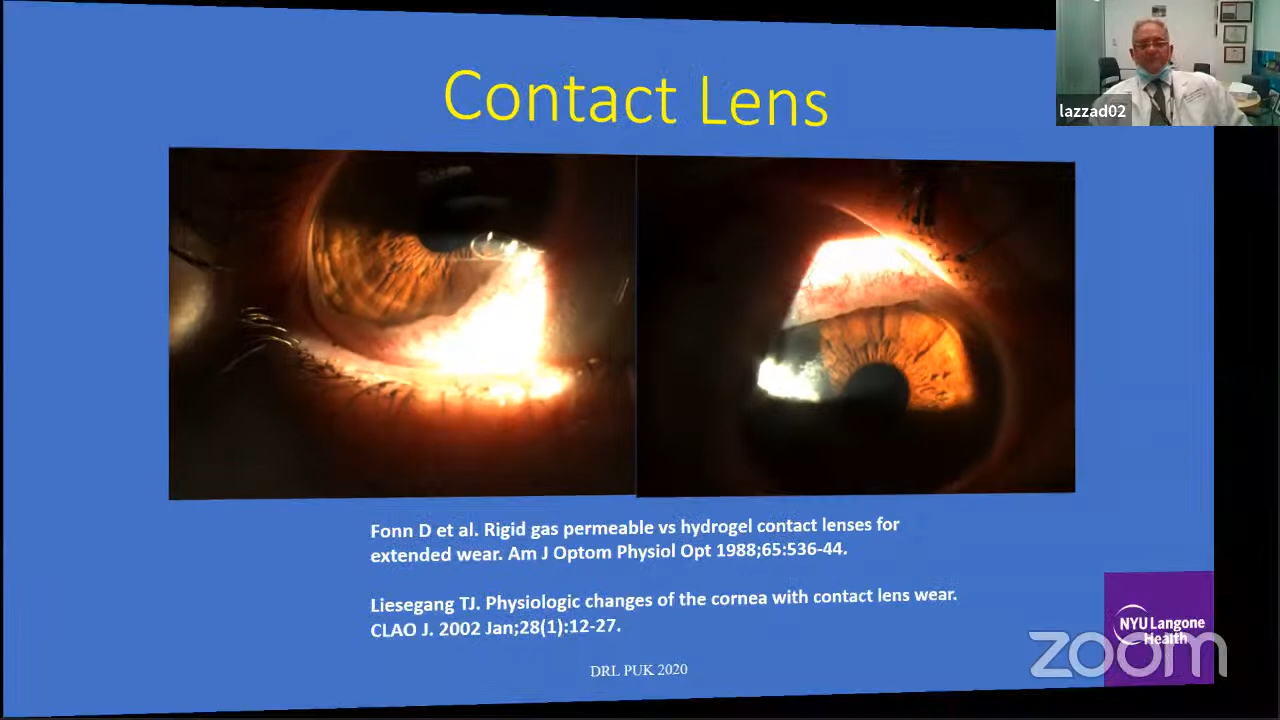 Contact Lens
lazzad02
Fonn D et al. Rigid gas permeable vs hydrogel contact lenses for
extended wear. Am J Optom Physiol Opt 1988;65:536-44.
Liesegang TJ. Physiologic changes of the cornea with contact lens wear.
CLAO J. 2002 Jan;28(1):12-27.
DRL PUK 2020
NYU Langone
Health
zoom